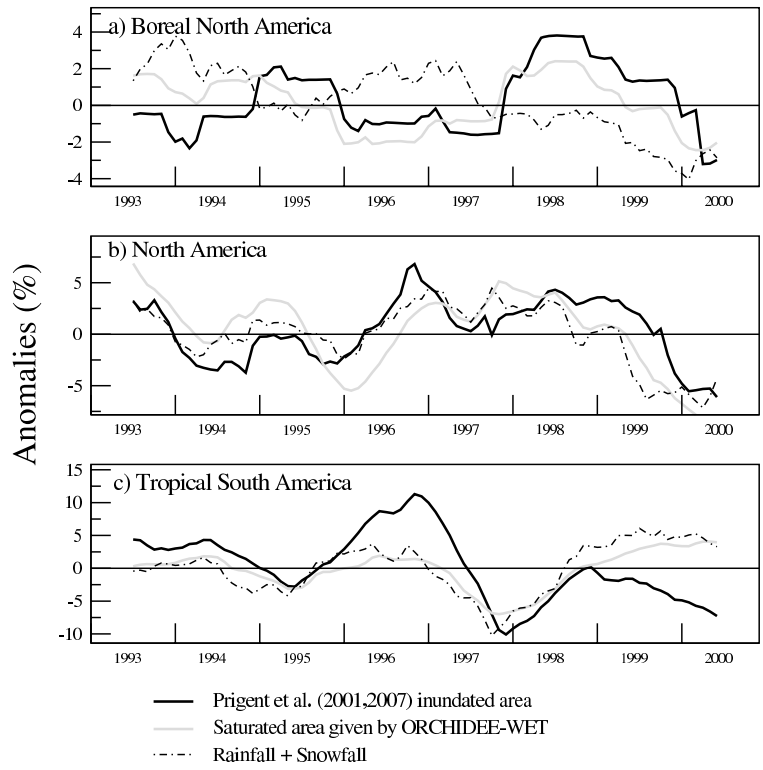 a) Boreal North America
4
2
0
-2
-4
1993 1994 1995 1996 1997 1998 1999 2000
b) North America
5
0
-5
1993 1994 1995 1996 1997 1998 1999 2000
Anomalies (%)
c) Tropical South America
15
10
5
0
-5
-10
1993 1994 1995 1996 1997 1998 1999 2000
Prigent et al. (2001,2007) inundated area
Saturated area given by ORCHIDEE-WET
Rainfall + Snowfall